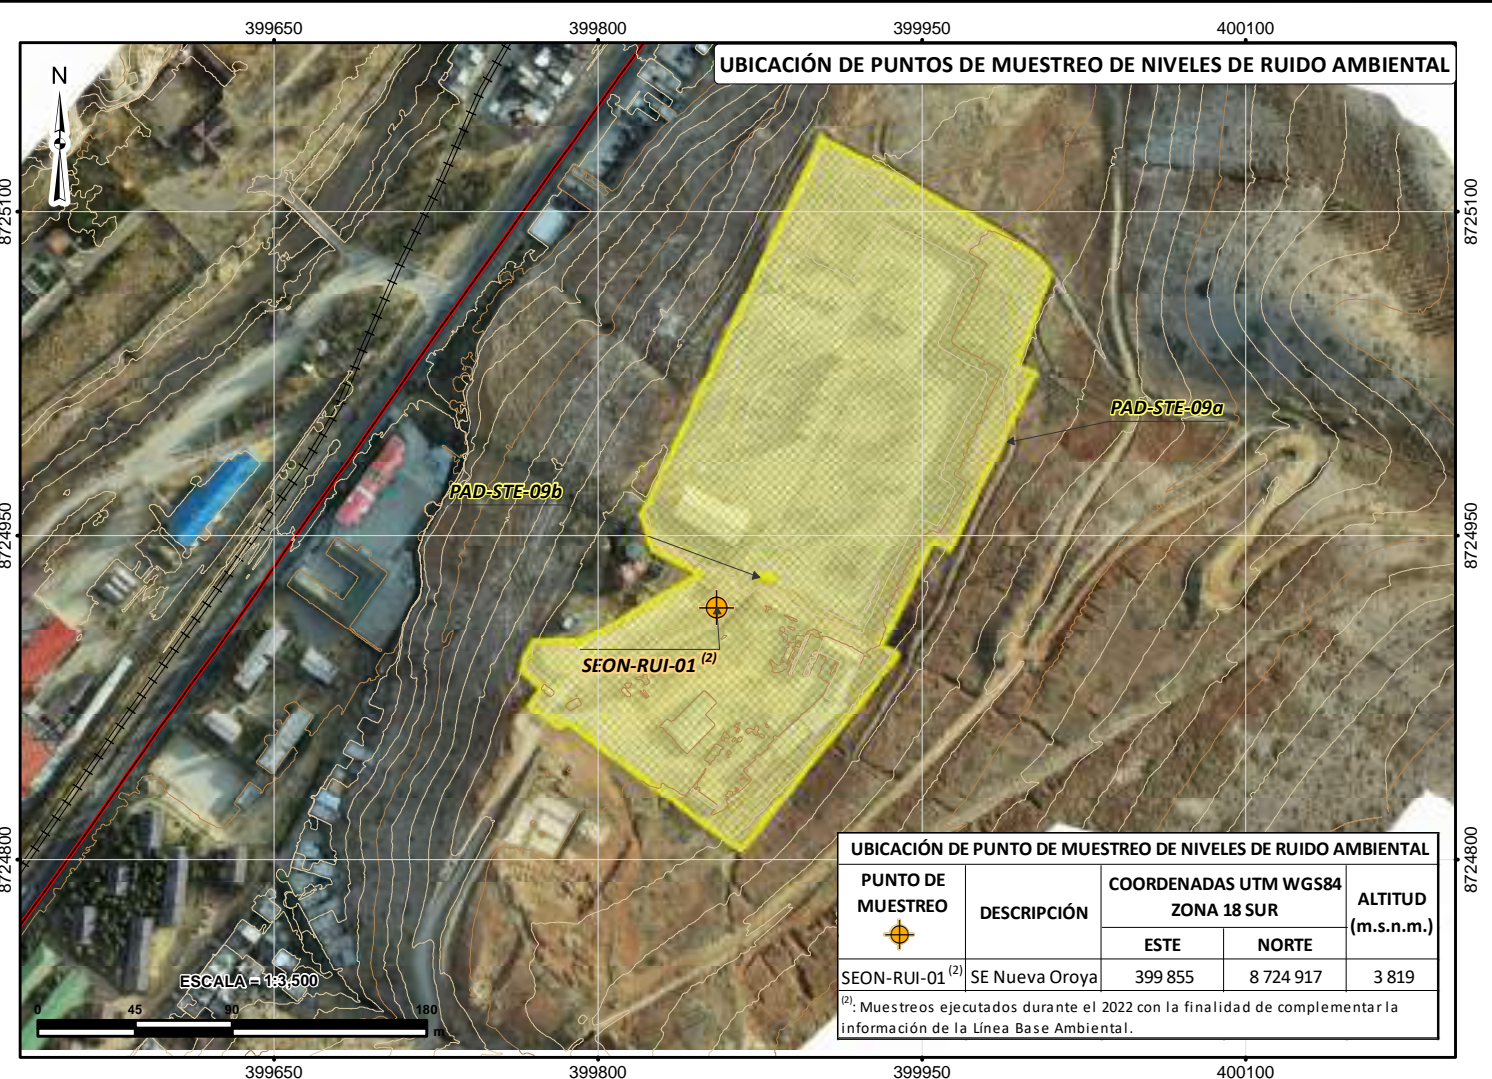 399650
399800
399950
400100
UBICACIÓN DE PUNTOS DE MUESTREO DE NIVELES DE RUIDO AMBIENTAL
N
8725100
8725100
PAD-STE-09a
PAD-STE-09b
8724950
8724950
SEON-RUI-01 (2)
8724800
8724800
UBICACIÓN DE PUNTO DE MUESTREO DE NIVELES DE RUIDO AMBIENTAL
PUNTO DE MUESTREO
DESCRIPCIÓN
COORDENADAS UTM WGS84 ZONA 18 SUR
ALTITUD (m.s.n.m.)
ESTE
NORTE
SEON-RUI-01 (2)
SE Nueva Oroya
399 855
8 724 917
3 819
(2): Muestreos ejecutados durante el 2022 con la finalidad de complementar la
información de la Línea Base Ambiental.
ESCALA = 1:3,500
0
45
90
180
m
399650
399800
399950
400100